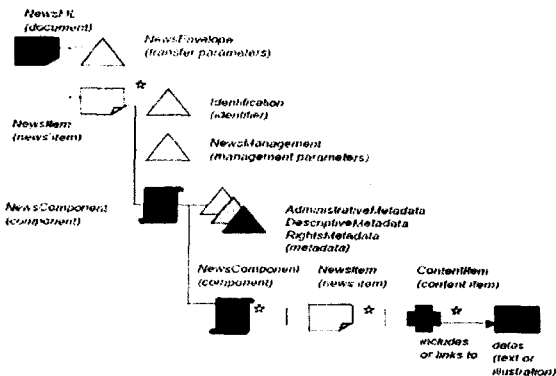 NewsML
(document)
NewsEnvelope
(transfer parameters)
NewsItem
(news item)
Identification
(identifier)
NewsManagement
(management parameters)
NewsComponent
(component)
AdministrativeMetadata
DescriptiveMetadata
RightsMetadata
(metadata)
NewsComponent
(component)
NewsItem
(news item)
ContentItem
(content item)
includes
or links to
datas
(text or
illustration)